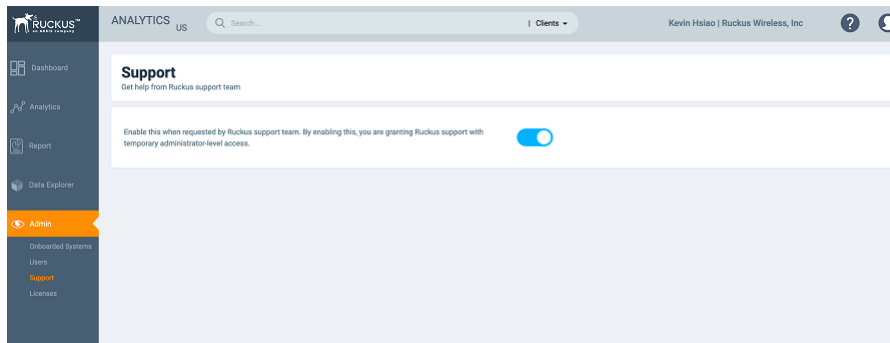 RUCKUS™
an ARRIS company
ANALYTICS US
Search...
| Clients
Kevin Hsiao | Ruckus Wireless, Inc
?
Dashboard
Analytics
Report
Data Explorer
Admin
Onboarded Systems
Users
Support
Licenses
Support
Get help from Ruckus support team
Enable this when requested by Ruckus support team. By enabling this, you are granting Ruckus support with
temporary administrator-level access.